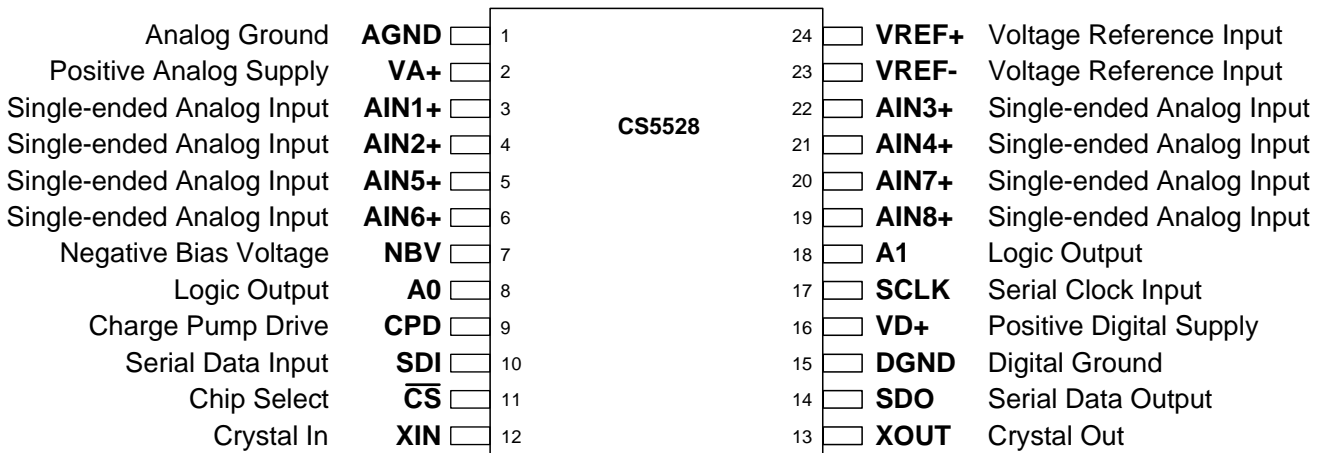 Analog Ground AGND 1 24 VREF+ Voltage Reference Input
Positive Analog Supply VA+ 2 23 VREF- Voltage Reference Input
Single-ended Analog Input AIN1+ 3 22 AIN3+ Single-ended Analog Input
CS5528
Single-ended Analog Input AIN2+ 4 21 AIN4+ Single-ended Analog Input
Single-ended Analog Input AIN5+ 5 20 AIN7+ Single-ended Analog Input
Single-ended Analog Input AIN6+ 6 19 AIN8+ Single-ended Analog Input
Negative Bias Voltage NBV 7 18 A1 Logic Output
Logic Output A0 8 17 SCLK Serial Clock Input
Charge Pump Drive CPD 9 16 VD+ Positive Digital Supply
Serial Data Input SDI 10 15 DGND Digital Ground
Chip Select C̅S̅ 11 14 SDO Serial Data Output
Crystal In XIN 12 13 XOUT Crystal Out